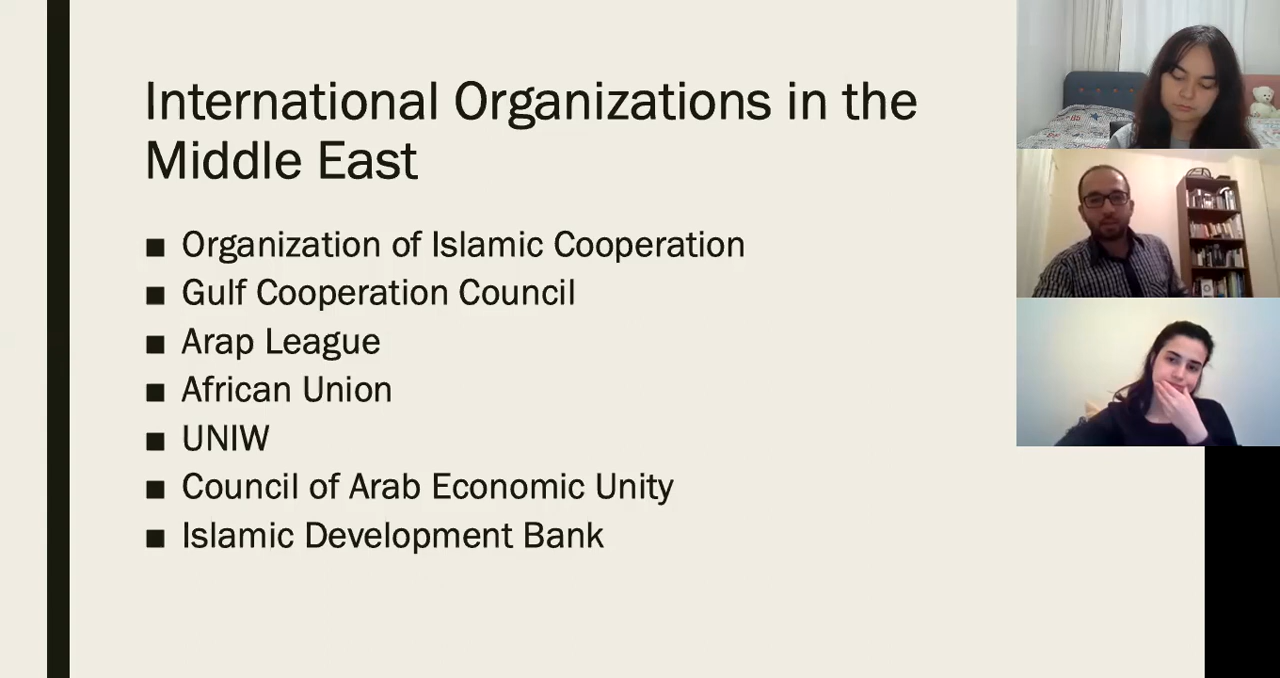 International Organizations in the
Middle East
■ Organization of Islamic Cooperation
■ Gulf Cooperation Council
■ Arap League
■ African Union
■ UNIW
■ Council of Arab Economic Unity
■ Islamic Development Bank